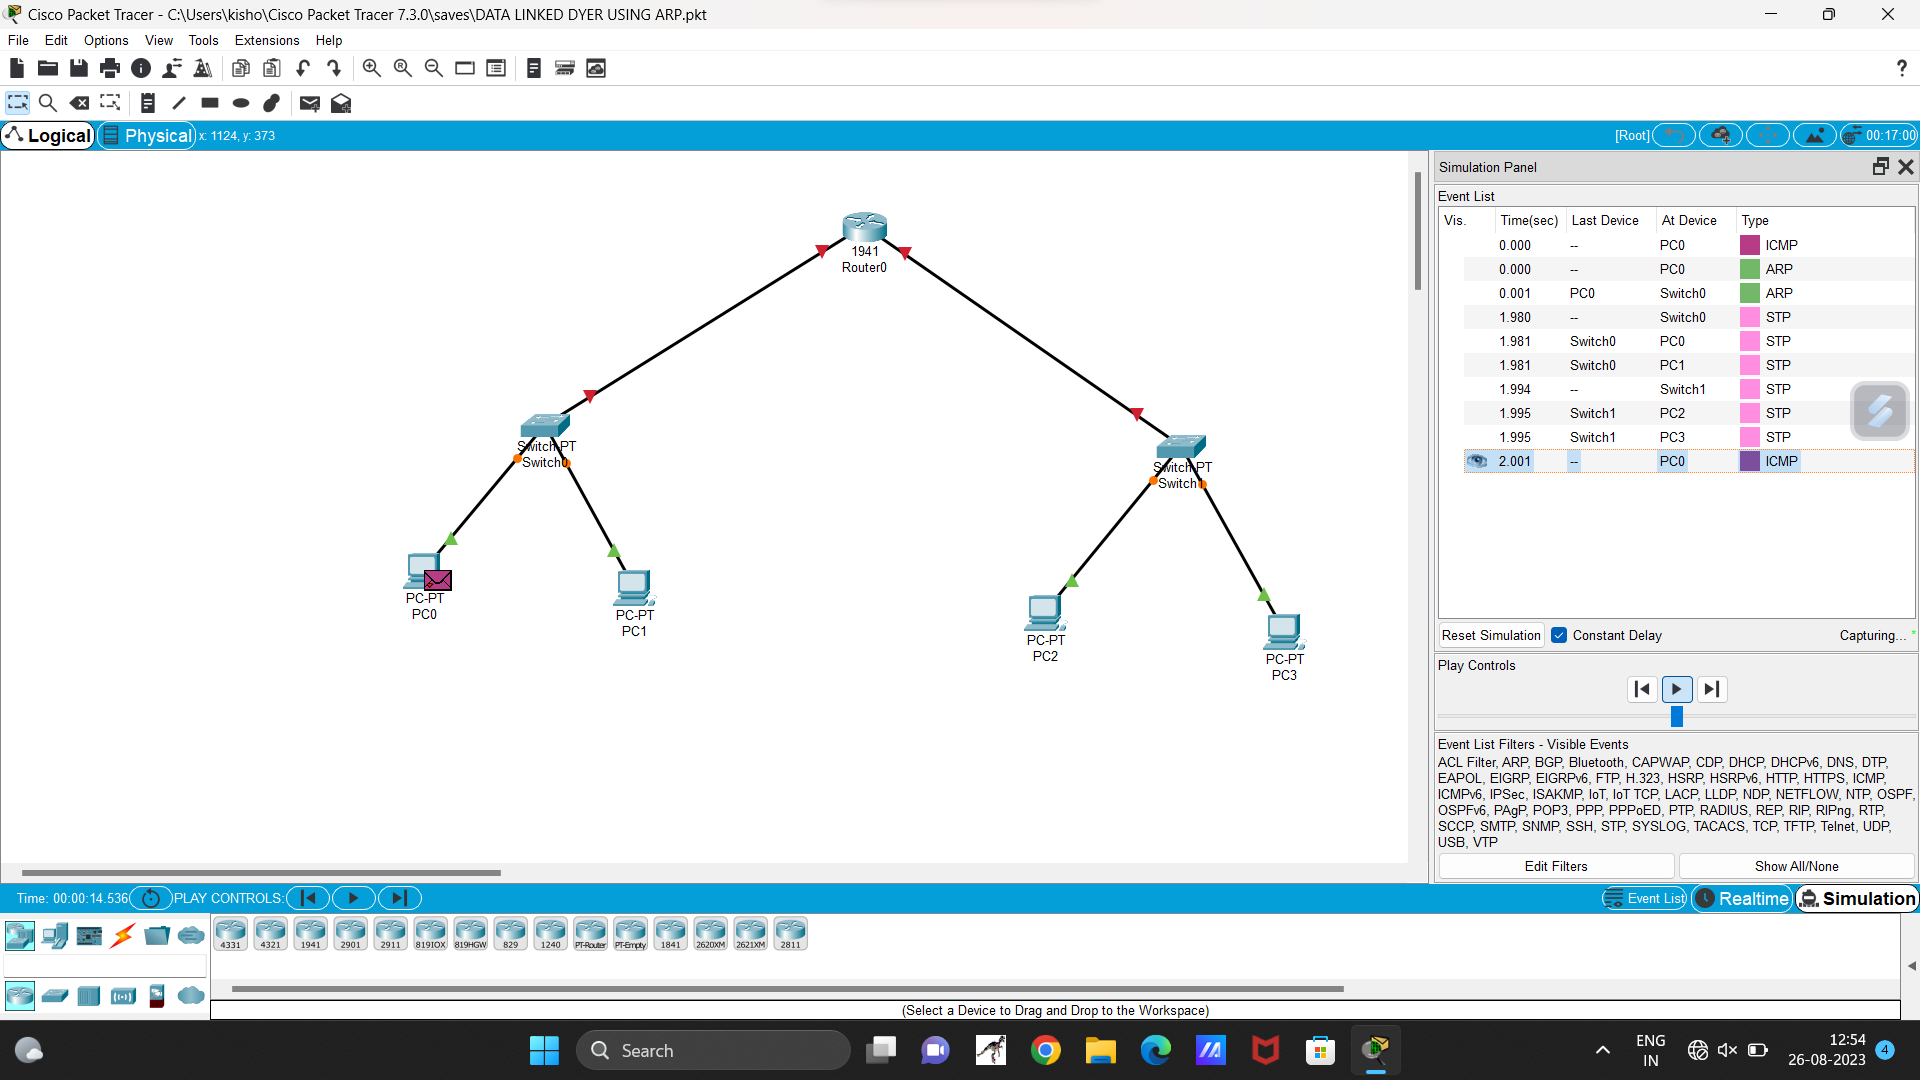 Cisco Packet Tracer - C:\Users\kisho\Cisco Packet Tracer 7.3.0\saves\DATA LINKED DYER USING ARP.pkt
File Edit Options View Tools Extensions Help
?
Logical Physical x: 1124, y: 373 [Root] 00:17:00
1941
Router0
Switch-PT
Switch0
Switch-PT
Switch1
PC-PT
PC0
PC-PT
PC1
PC-PT
PC2
PC-PT
PC3
Simulation Panel
Event List
Vis. Time(sec) Last Device At Device Type
0.000 -- PC0 ICMP
0.000 -- PC0 ARP
0.001 PC0 Switch0 ARP
1.980 -- Switch0 STP
1.981 Switch0 PC0 STP
1.981 Switch0 PC1 STP
1.994 -- Switch1 STP
1.995 Switch1 PC2 STP
1.995 Switch1 PC3 STP
2.001 -- PC0 ICMP
Reset Simulation Constant Delay Capturing... *
Play Controls
Event List Filters - Visible Events
ACL Filter, ARP, BGP, Bluetooth, CAPWAP, CDP, DHCP, DHCPv6, DNS, DTP,
EAPOL, EIGRP, EIGRPv6, FTP, H.323, HSRP, HSRPv6, HTTP, HTTPS, ICMP,
ICMPv6, IPSec, ISAKMP, IoT, IoT TCP, LACP, LLDP, NDP, NETFLOW, NTP, OSPF,
OSPFv6, PAgP, POP3, PPP, PPPoED, PTP, RADIUS, REP, RIP, RIPng, RTP,
SCCP, SMTP, SNMP, SSH, STP, SYSLOG, TACACS, TCP, TFTP, Telnet, UDP,
USB, VTP
Edit Filters Show All/None
Time: 00:00:14.536 PLAY CONTROLS: Event List Realtime Simulation
4331 4321 1941 2901 2911 819IOX 819HGW 829 1240 PT-Router PT-Empty 1841 2620XM 2621XM 2811
(Select a Device to Drag and Drop to the Workspace)
Search
ENG
IN
12:54
26-08-2023
4